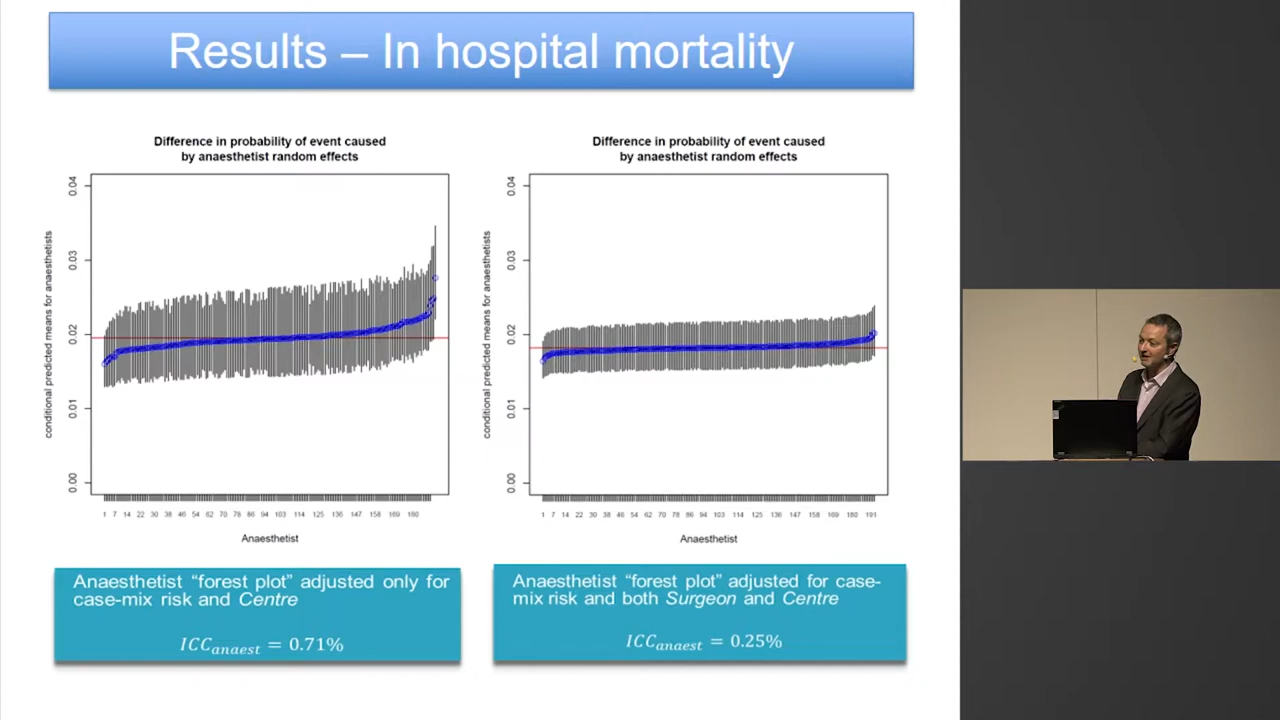 Results – In hospital mortality
Difference in probability of event caused
by anaesthetist random effects
conditional predicted means for anaesthetists
0.04
0.03
0.02
0.01
0.00
1 7 14 22 30 38 46 54 62 70 78 86 94 103 114 125 136 147 158 169 180
Anaesthetist
Anaesthetist “forest plot” adjusted only for
case-mix risk and Centre
ICCanaest = 0.71%
Difference in probability of event caused
by anaesthetist random effects
conditional predicted means for anaesthetists
0.04
0.03
0.02
0.01
0.00
1 7 14 22 30 38 46 54 62 70 78 86 94 103 114 125 136 147 158 169 180 191
Anaesthetist
Anaesthetist “forest plot” adjusted for case-
mix risk and both Surgeon and Centre
ICCanaest = 0.25%